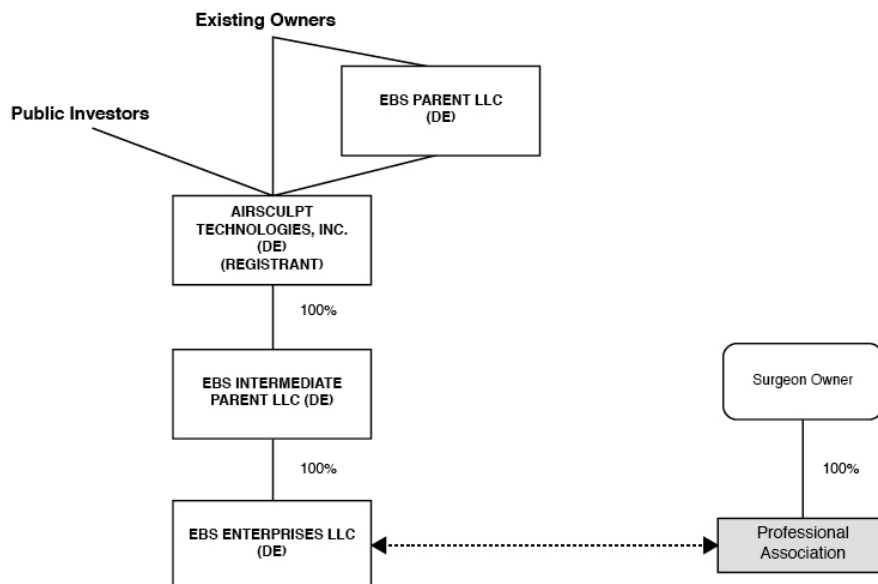 Existing Owners
EBS PARENT LLC
(DE)
Public Investors
AIRSCULPT
TECHNOLOGIES, INC.
(DE)
(REGISTRANT)
100%
EBS INTERMEDIATE
PARENT LLC (DE)
Surgeon Owner
100%
100%
EBS ENTERPRISES LLC
(DE)
Professional
Association